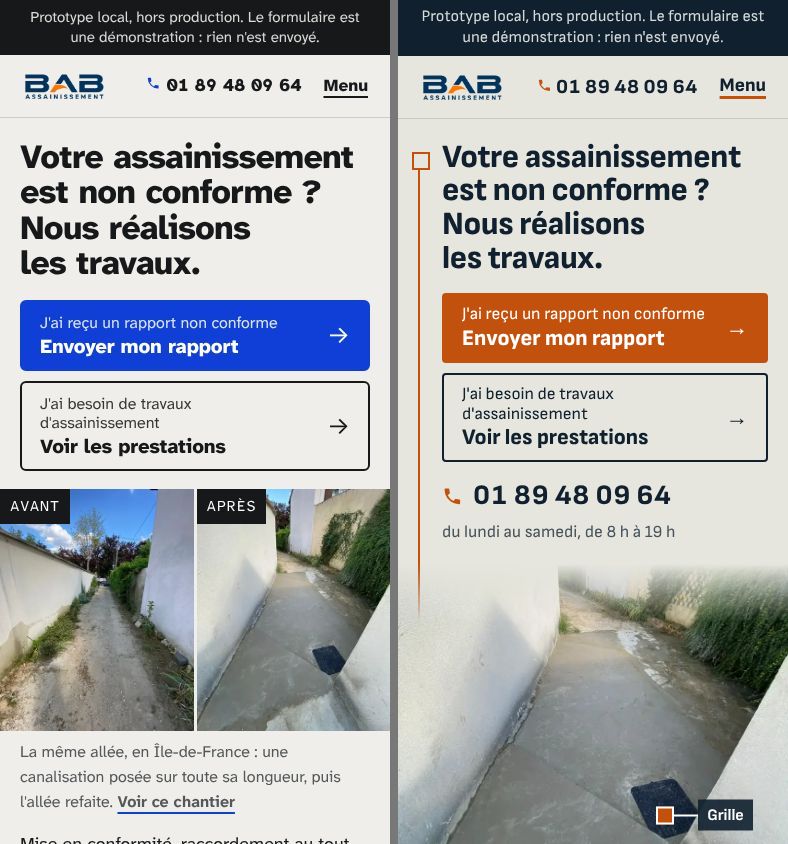 Prototype local, hors production. Le formulaire est
une démonstration : rien n'est envoyé.
BAB
ASSAINISSEMENT
01 89 48 09 64
Menu
Votre assainissement
est non conforme ?
Nous réalisons
les travaux.
J'ai reçu un rapport non conforme
Envoyer mon rapport
→
J'ai besoin de travaux
d'assainissement
Voir les prestations
→
AVANT
APRÈS
La même allée, en Île-de-France : une
canalisation posée sur toute sa longueur, puis
l'allée refaite. Voir ce chantier
Mise en conformité, raccordement au tout
Prototype local, hors production. Le formulaire est
une démonstration : rien n'est envoyé.
BAB
ASSAINISSEMENT
01 89 48 09 64
Menu
Votre assainissement
est non conforme ?
Nous réalisons
les travaux.
J'ai reçu un rapport non conforme
Envoyer mon rapport
→
J'ai besoin de travaux
d'assainissement
Voir les prestations
→
01 89 48 09 64
du lundi au samedi, de 8 h à 19 h
Grille